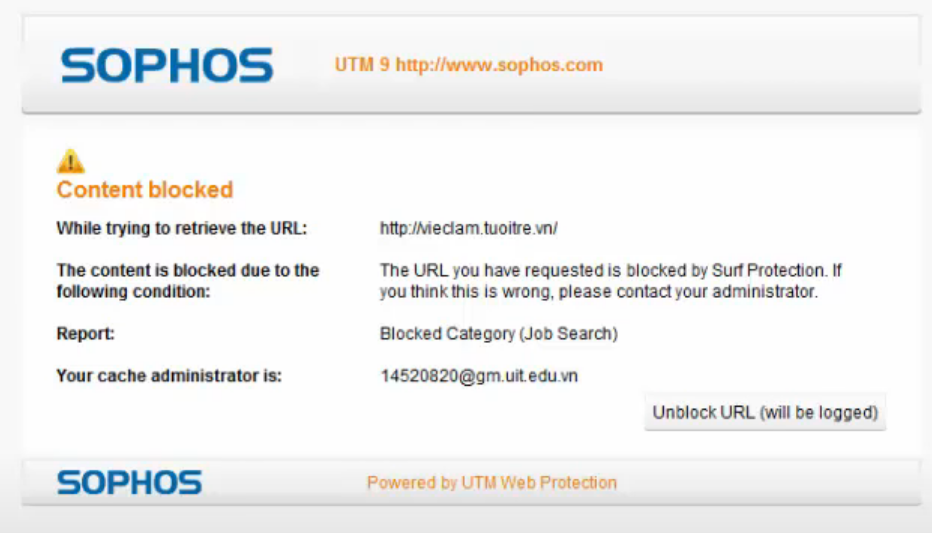 SOPHOS
UTM 9 http://www.sophos.com
Content blocked
While trying to retrieve the URL:
http://vieclam.tuoitre.vn/
The content is blocked due to the
following condition:
The URL you have requested is blocked by Surf Protection. If
you think this is wrong, please contact your administrator.
Report:
Blocked Category (Job Search)
Your cache administrator is:
14520820@gm.uit.edu.vn
Unblock URL (will be logged)
SOPHOS
Powered by UTM Web Protection